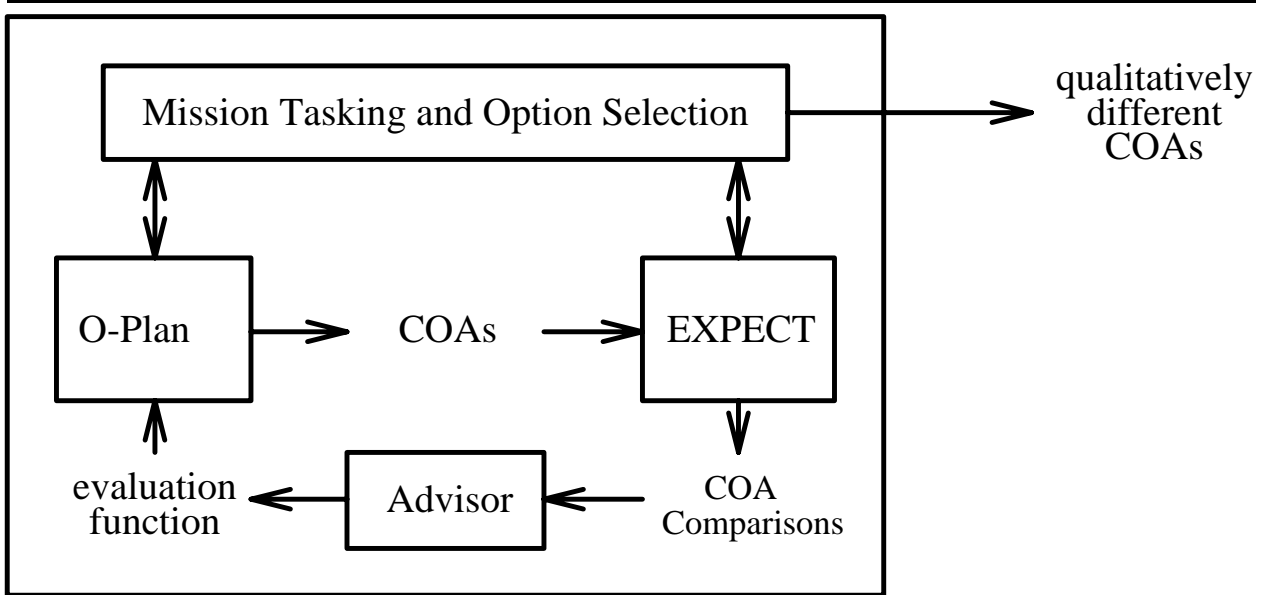 Mission Tasking and Option Selection
qualitatively
different
COAs
O-Plan
COAs
EXPECT
evaluation
function
Advisor
COA
Comparisons